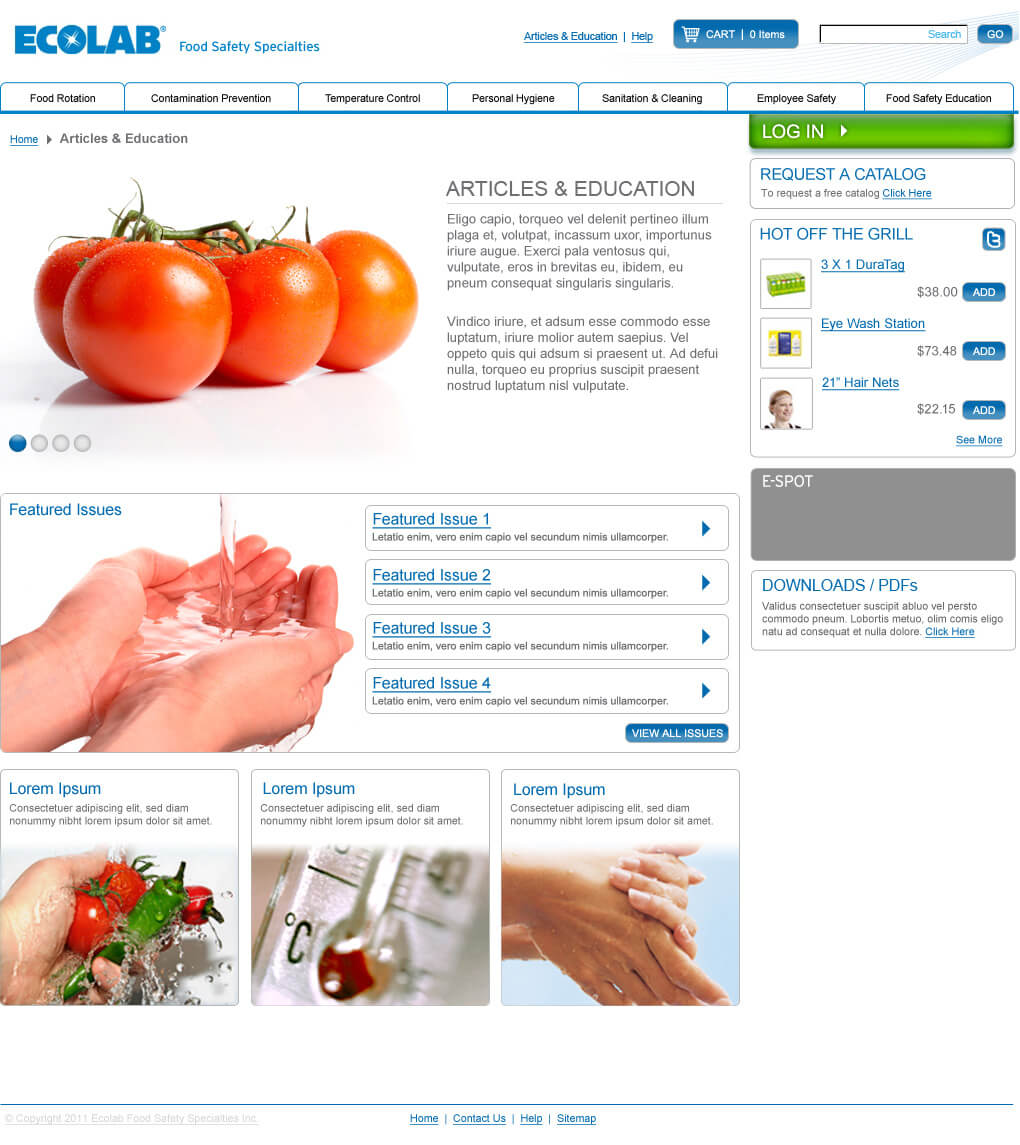 ECOLAB® Food Safety Specialties
Articles & Education | Help
CART | 0 Items
Search
GO
Food Rotation
Contamination Prevention
Temperature Control
Personal Hygiene
Sanitation & Cleaning
Employee Safety
Food Safety Education
Home Articles & Education
ARTICLES & EDUCATION
Eligo capio, torqueo vel delenit pertineo illum
plaga et, volutpat, incassum uxor, importunus
iriure augue. Exerci pala ventosus qui,
vulputate, eros in brevitas eu, ibidem, eu
pneum consequat singularis singularis.
Vindico iriure, et adsum esse commodo esse
luptatum, iriure molior autem saepius. Vel
oppeto quis qui adsum si praesent ut. Ad defui
nulla, torqueo eu proprius suscipit praesent
nostrud luptatum nisl vulputate.
LOG IN
REQUEST A CATALOG
To request a free catalog Click Here
HOT OFF THE GRILL
3 X 1 DuraTag
$38.00 ADD
Eye Wash Station
$73.48 ADD
21” Hair Nets
$22.15 ADD
See More
E-SPOT
DOWNLOADS / PDFs
Validus consectetuer suscipit abluo vel persto
commodo pneum. Lobortis metuo, olim comis eligo
natu ad consequat et nulla dolore. Click Here
Featured Issues
Featured Issue 1
Letatio enim, vero enim capio vel secundum nimis ullamcorper.
Featured Issue 2
Letatio enim, vero enim capio vel secundum nimis ullamcorper.
Featured Issue 3
Letatio enim, vero enim capio vel secundum nimis ullamcorper.
Featured Issue 4
Letatio enim, vero enim capio vel secundum nimis ullamcorper.
VIEW ALL ISSUES
Lorem Ipsum
Consectetuer adipiscing elit, sed diam
nonummy nibht lorem ipsum dolor sit amet.
Lorem Ipsum
Consectetuer adipiscing elit, sed diam
nonummy nibht lorem ipsum dolor sit amet.
°C
Lorem Ipsum
Consectetuer adipiscing elit, sed diam
nonummy nibht lorem ipsum dolor sit amet.
© Copyright 2011 Ecolab Food Safety Specialties Inc.
Home | Contact Us | Help | Sitemap